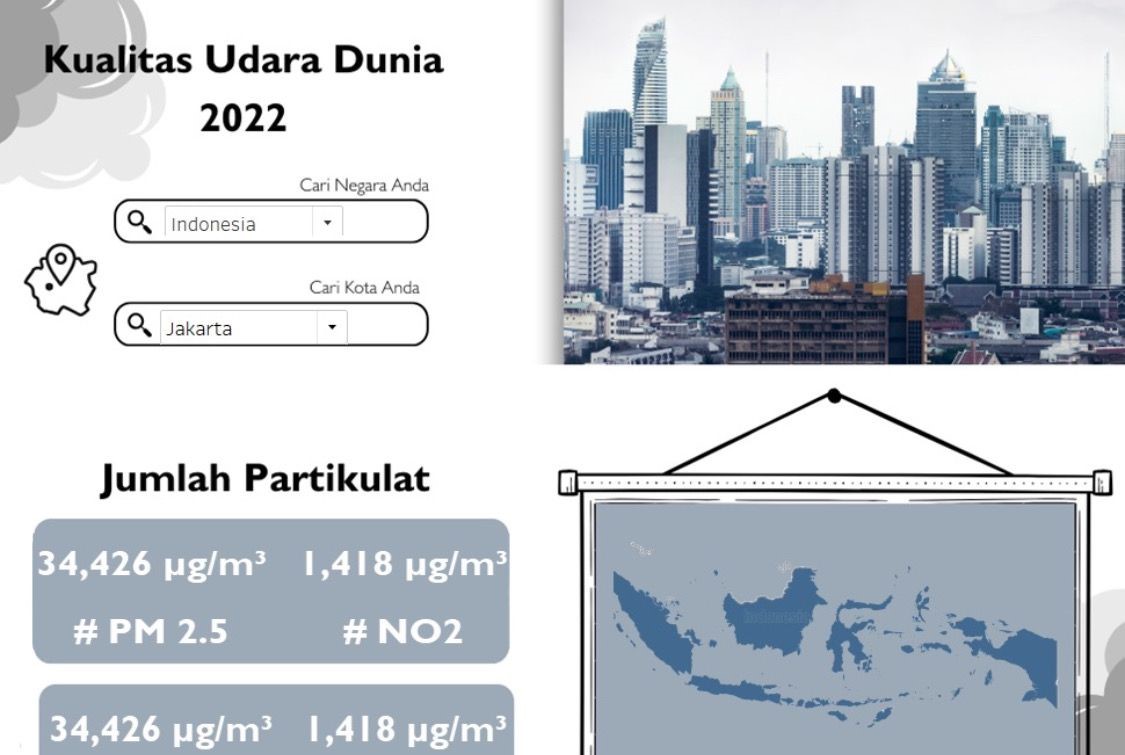 Kualitas Udara Dunia
2022
Cari Negara Anda
Indonesia
Cari Kota Anda
Jakarta
Jumlah Partikulat
34,426 µg/m³ 1,418 µg/m³
# PM 2.5 # NO2
34,426 µg/m³ 1,418 µg/m³
Indonesia